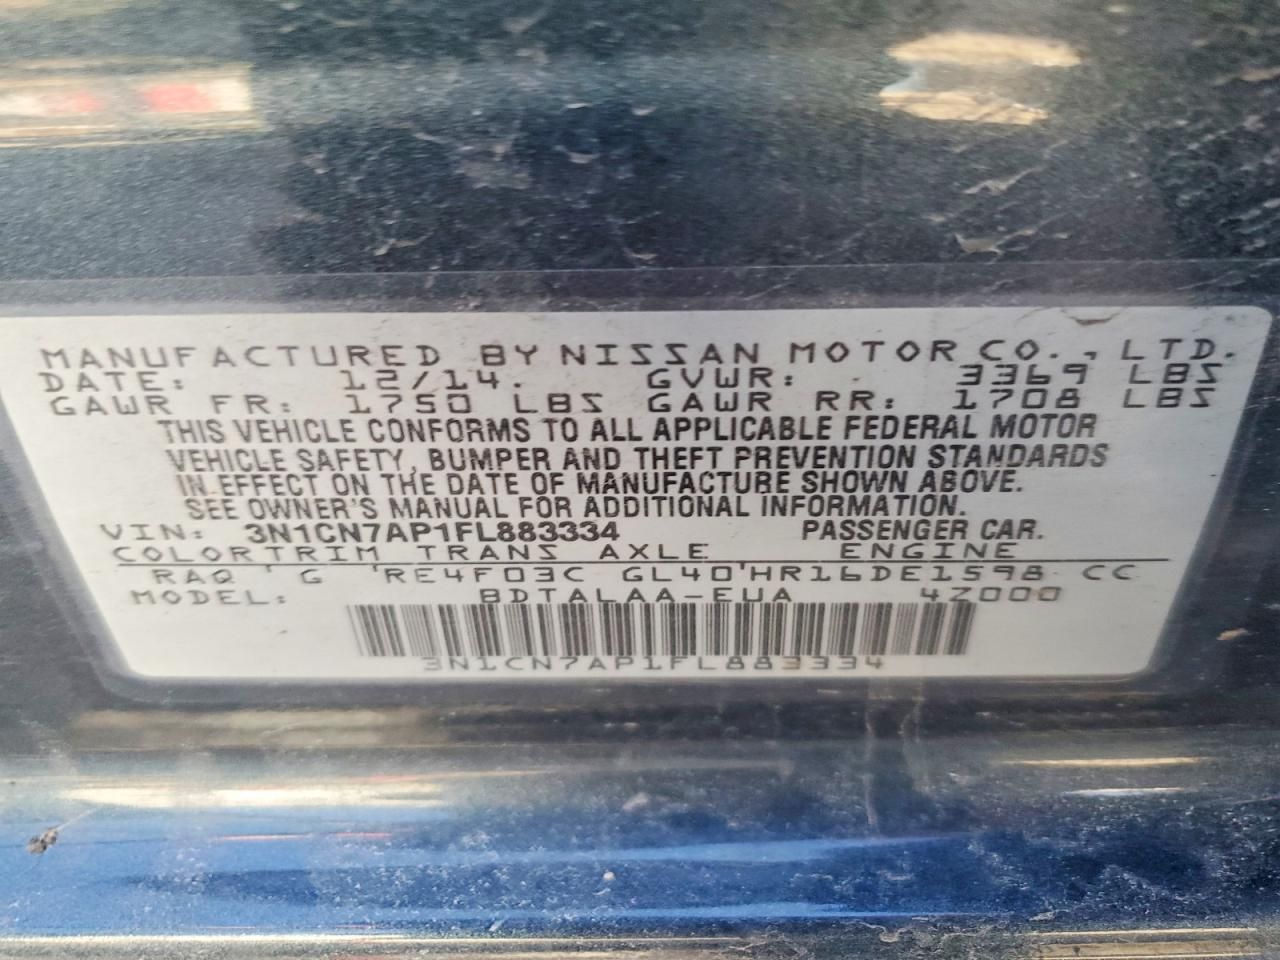 MANUFACTURED BY NISSAN MOTOR CO., LTD.
DATE: 12/14. GVWR: 3369 LBS
GAWR FR: 1750 LBS GAWR RR: 1708 LBS
THIS VEHICLE CONFORMS TO ALL APPLICABLE FEDERAL MOTOR
VEHICLE SAFETY, BUMPER AND THEFT PREVENTION STANDARDS
IN EFFECT ON THE DATE OF MANUFACTURE SHOWN ABOVE.
SEE OWNER'S MANUAL FOR ADDITIONAL INFORMATION.
VIN: 3N1CN7AP1FL883334 PASSENGER CAR.
COLOR TRIM TRANS AXLE ENGINE
RAQ ' G 'RE4F03C GL40'HR16DE1598 CC
MODEL: BDTALAA-EUA 4Z000
3N1CN7AP1FL883334